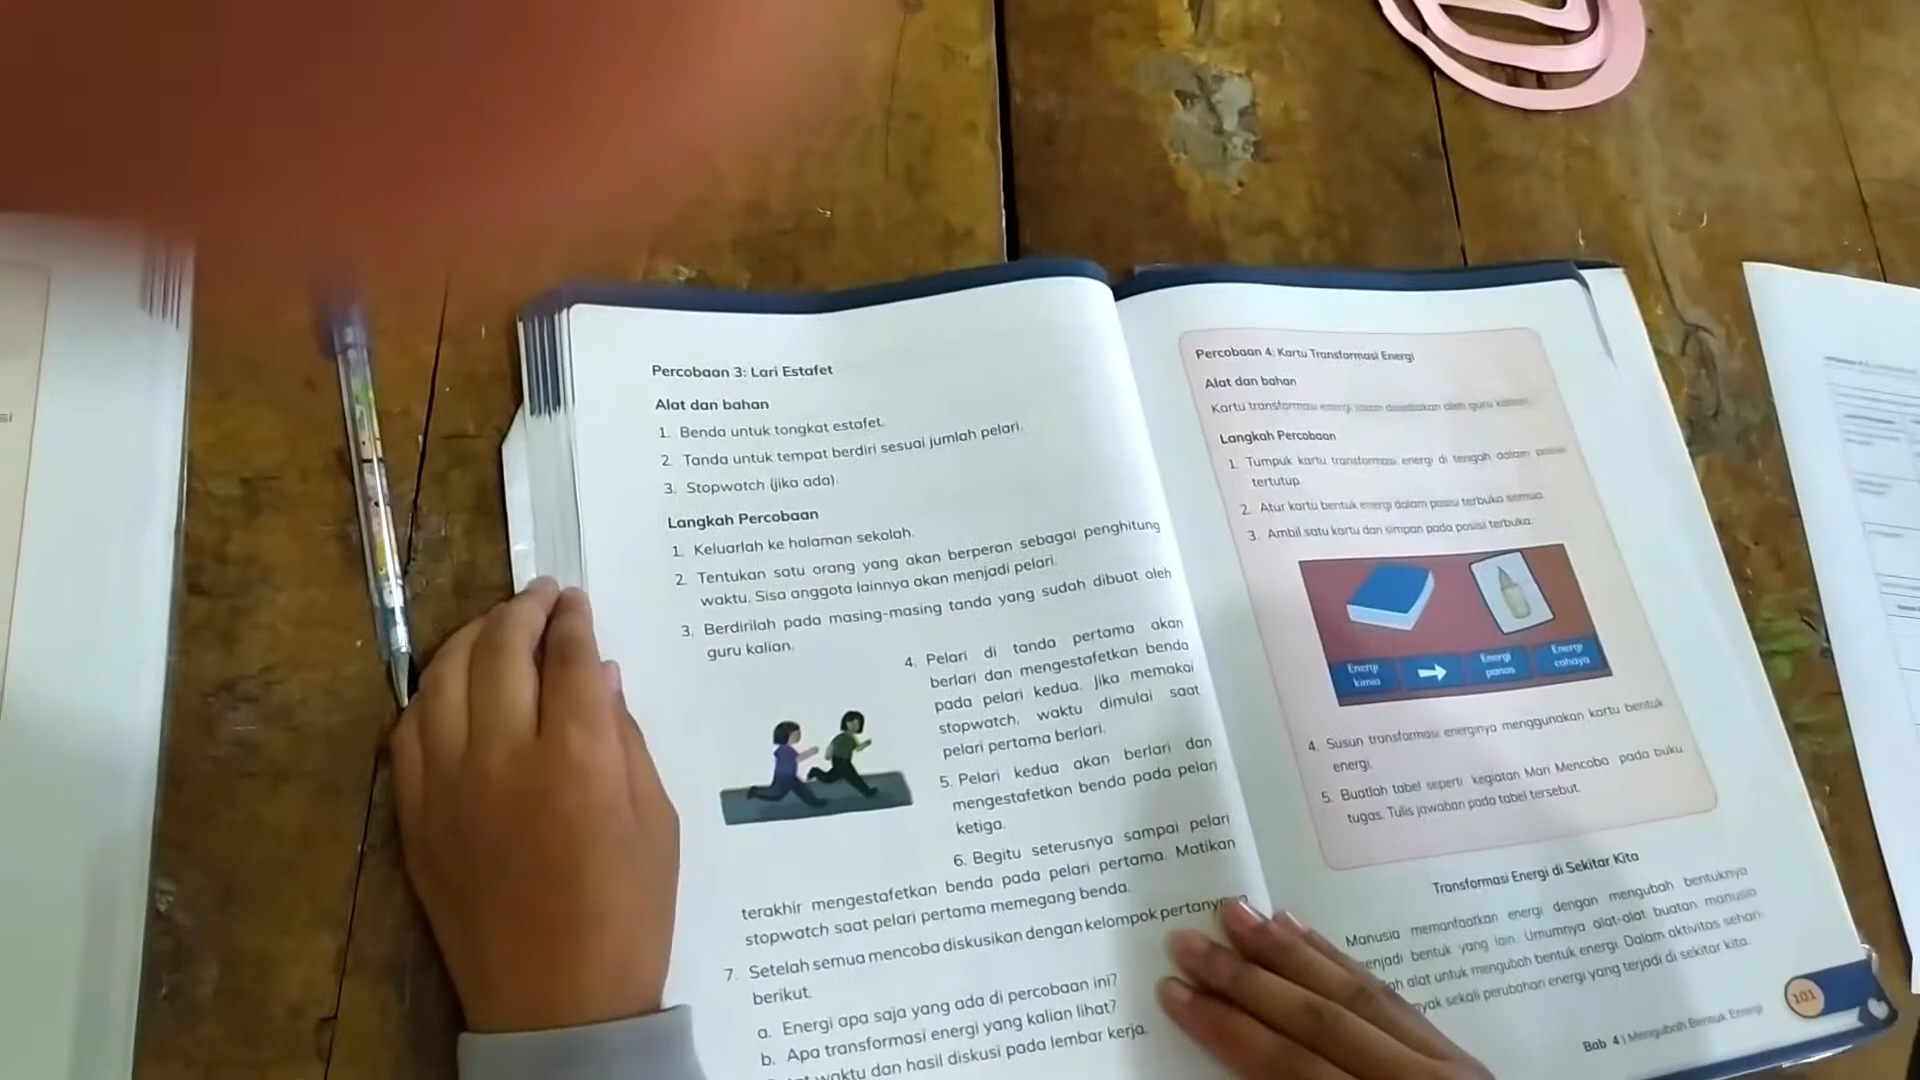 Percobaan 3: Lari Estafet
Alat dan bahan
1. Benda untuk tongkat estafet.
2. Tanda untuk tempat berdiri sesuai jumlah pelari.
3. Stopwatch (jika ada).
Langkah Percobaan
1. Keluarlah ke halaman sekolah.
2. Tentukan satu orang yang akan berperan sebagai penghitung
waktu. Sisa anggota lainnya akan menjadi pelari.
3. Berdirilah pada masing-masing tanda yang sudah dibuat oleh
guru kalian.
4. Pelari di tanda pertama akan
berlari dan mengestafetkan benda
pada pelari kedua. Jika memakai
stopwatch, waktu dimulai saat
pelari pertama berlari.
5. Pelari kedua akan berlari dan
mengestafetkan benda pada pelari
ketiga.
6. Begitu seterusnya sampai pelari
terakhir mengestafetkan benda pada pelari pertama. Matikan
stopwatch saat pelari pertama memegang benda.
7. Setelah semua mencoba diskusikan dengan kelompok
berikut.
a. Energi apa saja yang ada di percobaan ini?
b. Apa transformasi energi yang kalian lihat?
waktu dan hasil diskusi pada lembar kerja.
Percobaan 4: Kartu Transformasi Energi
Alat dan bahan
Kartu transformasi energi (akan disediakan oleh guru
Langkah Percobaan
1. Tumpuk kartu transformasi energi di tengah dalam posisi
tertutup.
2. Atur kartu bentuk energi dalam posisi terbuka semua.
3. Ambil satu kartu dan simpan pada posisi terbuka.
Energi
kimia
Energi
panas
Energi
cahaya
4. Susun transformasi energinya menggunakan kartu bentuk
energi.
5. Buatlah tabel seperti kegiatan Mari Mencoba pada buku
tugas. Tulis jawaban pada tabel tersebut.
Transformasi Energi di Sekitar Kita
Manusia memanfaatkan energi dengan mengubah bentuknya
enjadi bentuk yang lain. Umumnya alat-alat buatan manusia
alat untuk mengubah bentuk energi. Dalam aktivitas sehari-
sekali perubahan energi yang terjadi di sekitar kita.
Bab 4 | Mengubah Bentuk Energi
101